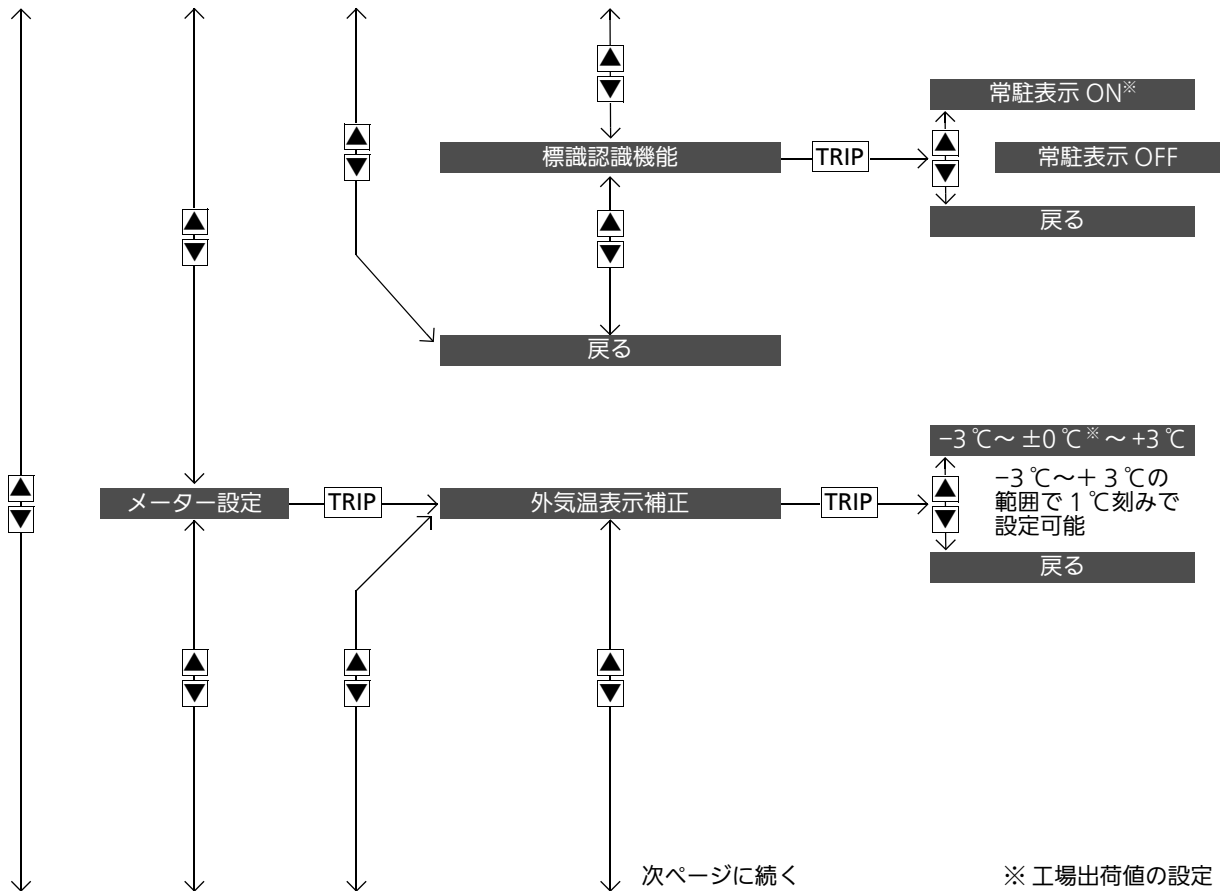 常駐表示 ON※
標識認識機能
TRIP
常駐表示 OFF
戻る
戻る
−3 ℃～ ±0 ℃※ ～ +3℃
メーター設定
TRIP
外気温表示補正
TRIP
−3 ℃～＋ 3 ℃の
範囲で 1 ℃刻みで
設定可能
戻る
次ページに続く
※ 工場出荷値の設定